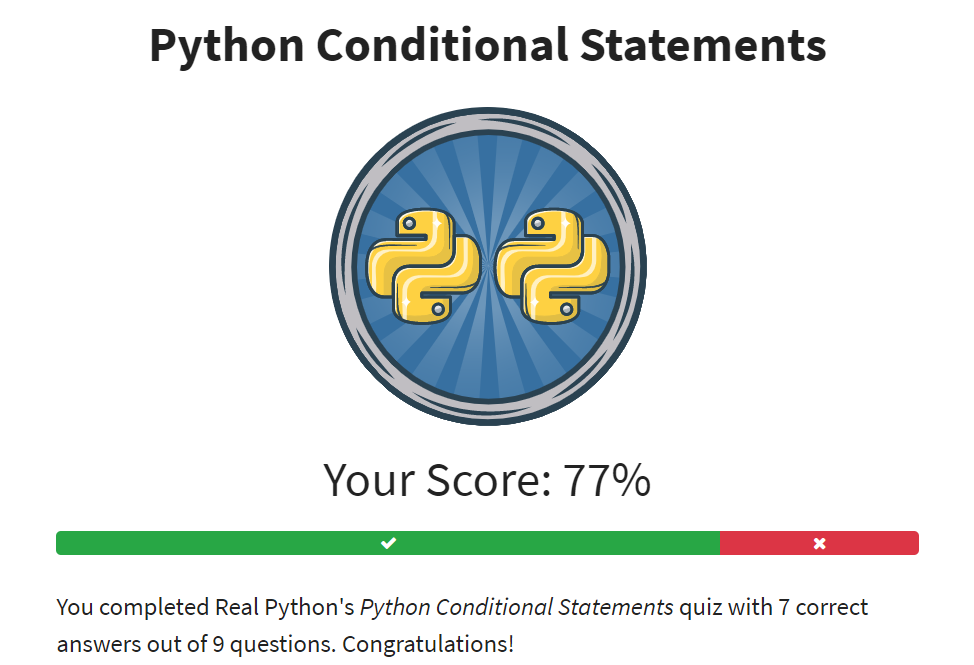 Python Conditional Statements
Your Score: 77%
You completed Real Python's Python Conditional Statements quiz with 7 correct
answers out of 9 questions. Congratulations!